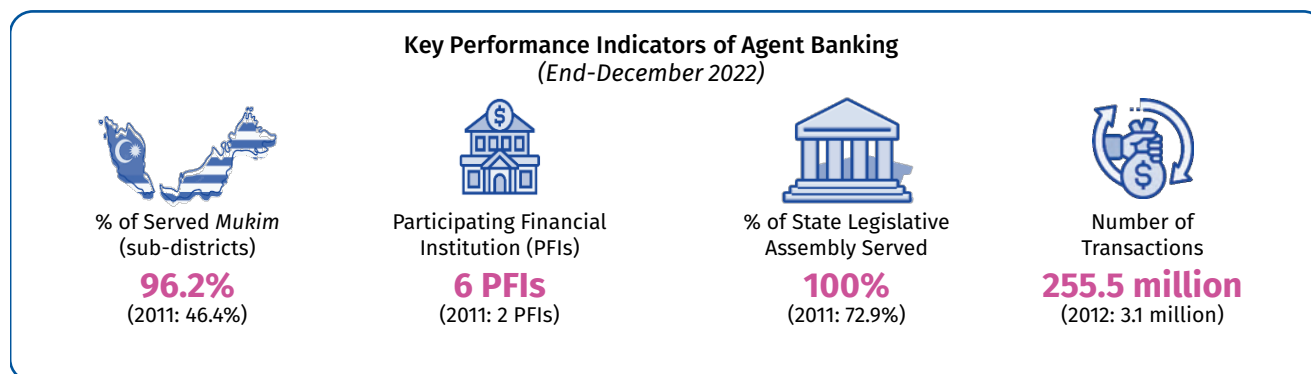 Key Performance Indicators of Agent Banking
(End-December 2022)
% of Served Mukim
(sub-districts)
96.2%
(2011: 46.4%)
Participating Financial
Institution (PFIs)
6 PFIs
(2011: 2 PFIs)
% of State Legislative
Assembly Served
100%
(2011: 72.9%)
Number of
Transactions
255.5 million
(2012: 3.1 million)